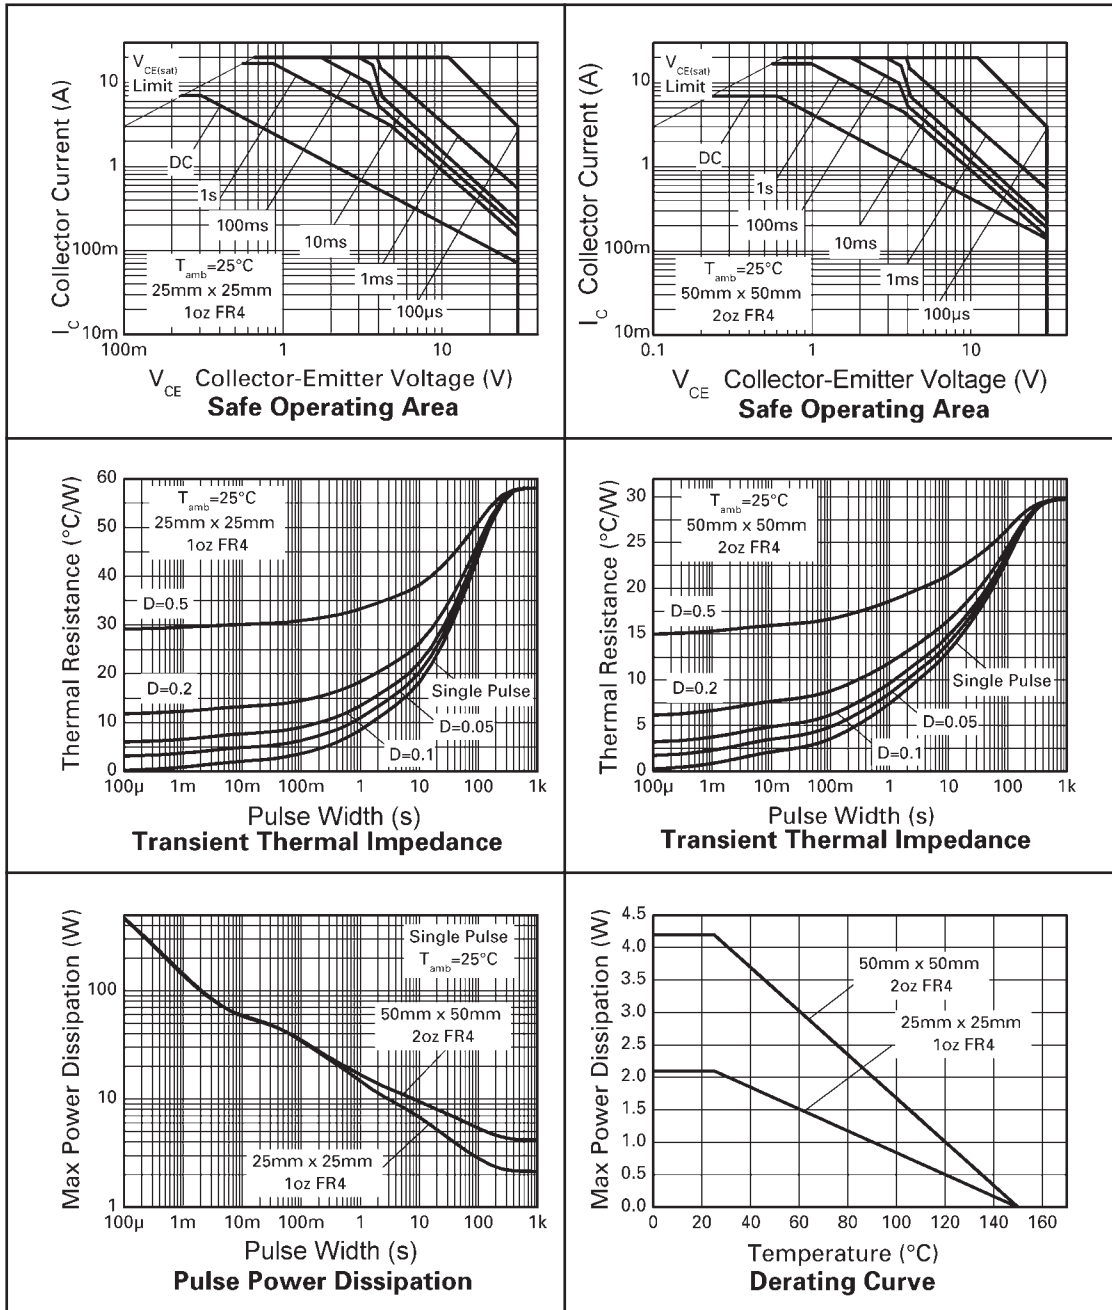 V_CE(sat)
Limit
10
1
100m
10m
I_C Collector Current (A)
DC
1s
100ms
10ms
1ms
100µs
T_amb=25°C
25mm x 25mm
1oz FR4
100m
1
10
V_CE Collector-Emitter Voltage (V)
Safe Operating Area
V_CE(sat)
Limit
10
1
100m
10m
I_C Collector Current (A)
DC
1s
100ms
10ms
1ms
100µs
T_amb=25°C
50mm x 50mm
2oz FR4
0.1
1
10
V_CE Collector-Emitter Voltage (V)
Safe Operating Area
60
50
40
30
20
10
0
Thermal Resistance (°C/W)
T_amb=25°C
25mm x 25mm
1oz FR4
D=0.5
D=0.2
Single Pulse
D=0.05
D=0.1
100µ 1m 10m 100m 1 10 100 1k
Pulse Width (s)
Transient Thermal Impedance
30
25
20
15
10
5
0
Thermal Resistance (°C/W)
T_amb=25°C
50mm x 50mm
2oz FR4
D=0.5
D=0.2
Single Pulse
D=0.05
D=0.1
100µ 1m 10m 100m 1 10 100 1k
Pulse Width (s)
Transient Thermal Impedance
100
10
1
Max Power Dissipation (W)
Single Pulse
T_amb=25°C
50mm x 50mm
2oz FR4
25mm x 25mm
1oz FR4
100µ 1m 10m 100m 1 10 100 1k
Pulse Width (s)
Pulse Power Dissipation
4.5
4.0
3.5
3.0
2.5
2.0
1.5
1.0
0.5
0.0
Max Power Dissipation (W)
50mm x 50mm
2oz FR4
25mm x 25mm
1oz FR4
0 20 40 60 80 100 120 140 160
Temperature (°C)
Derating Curve